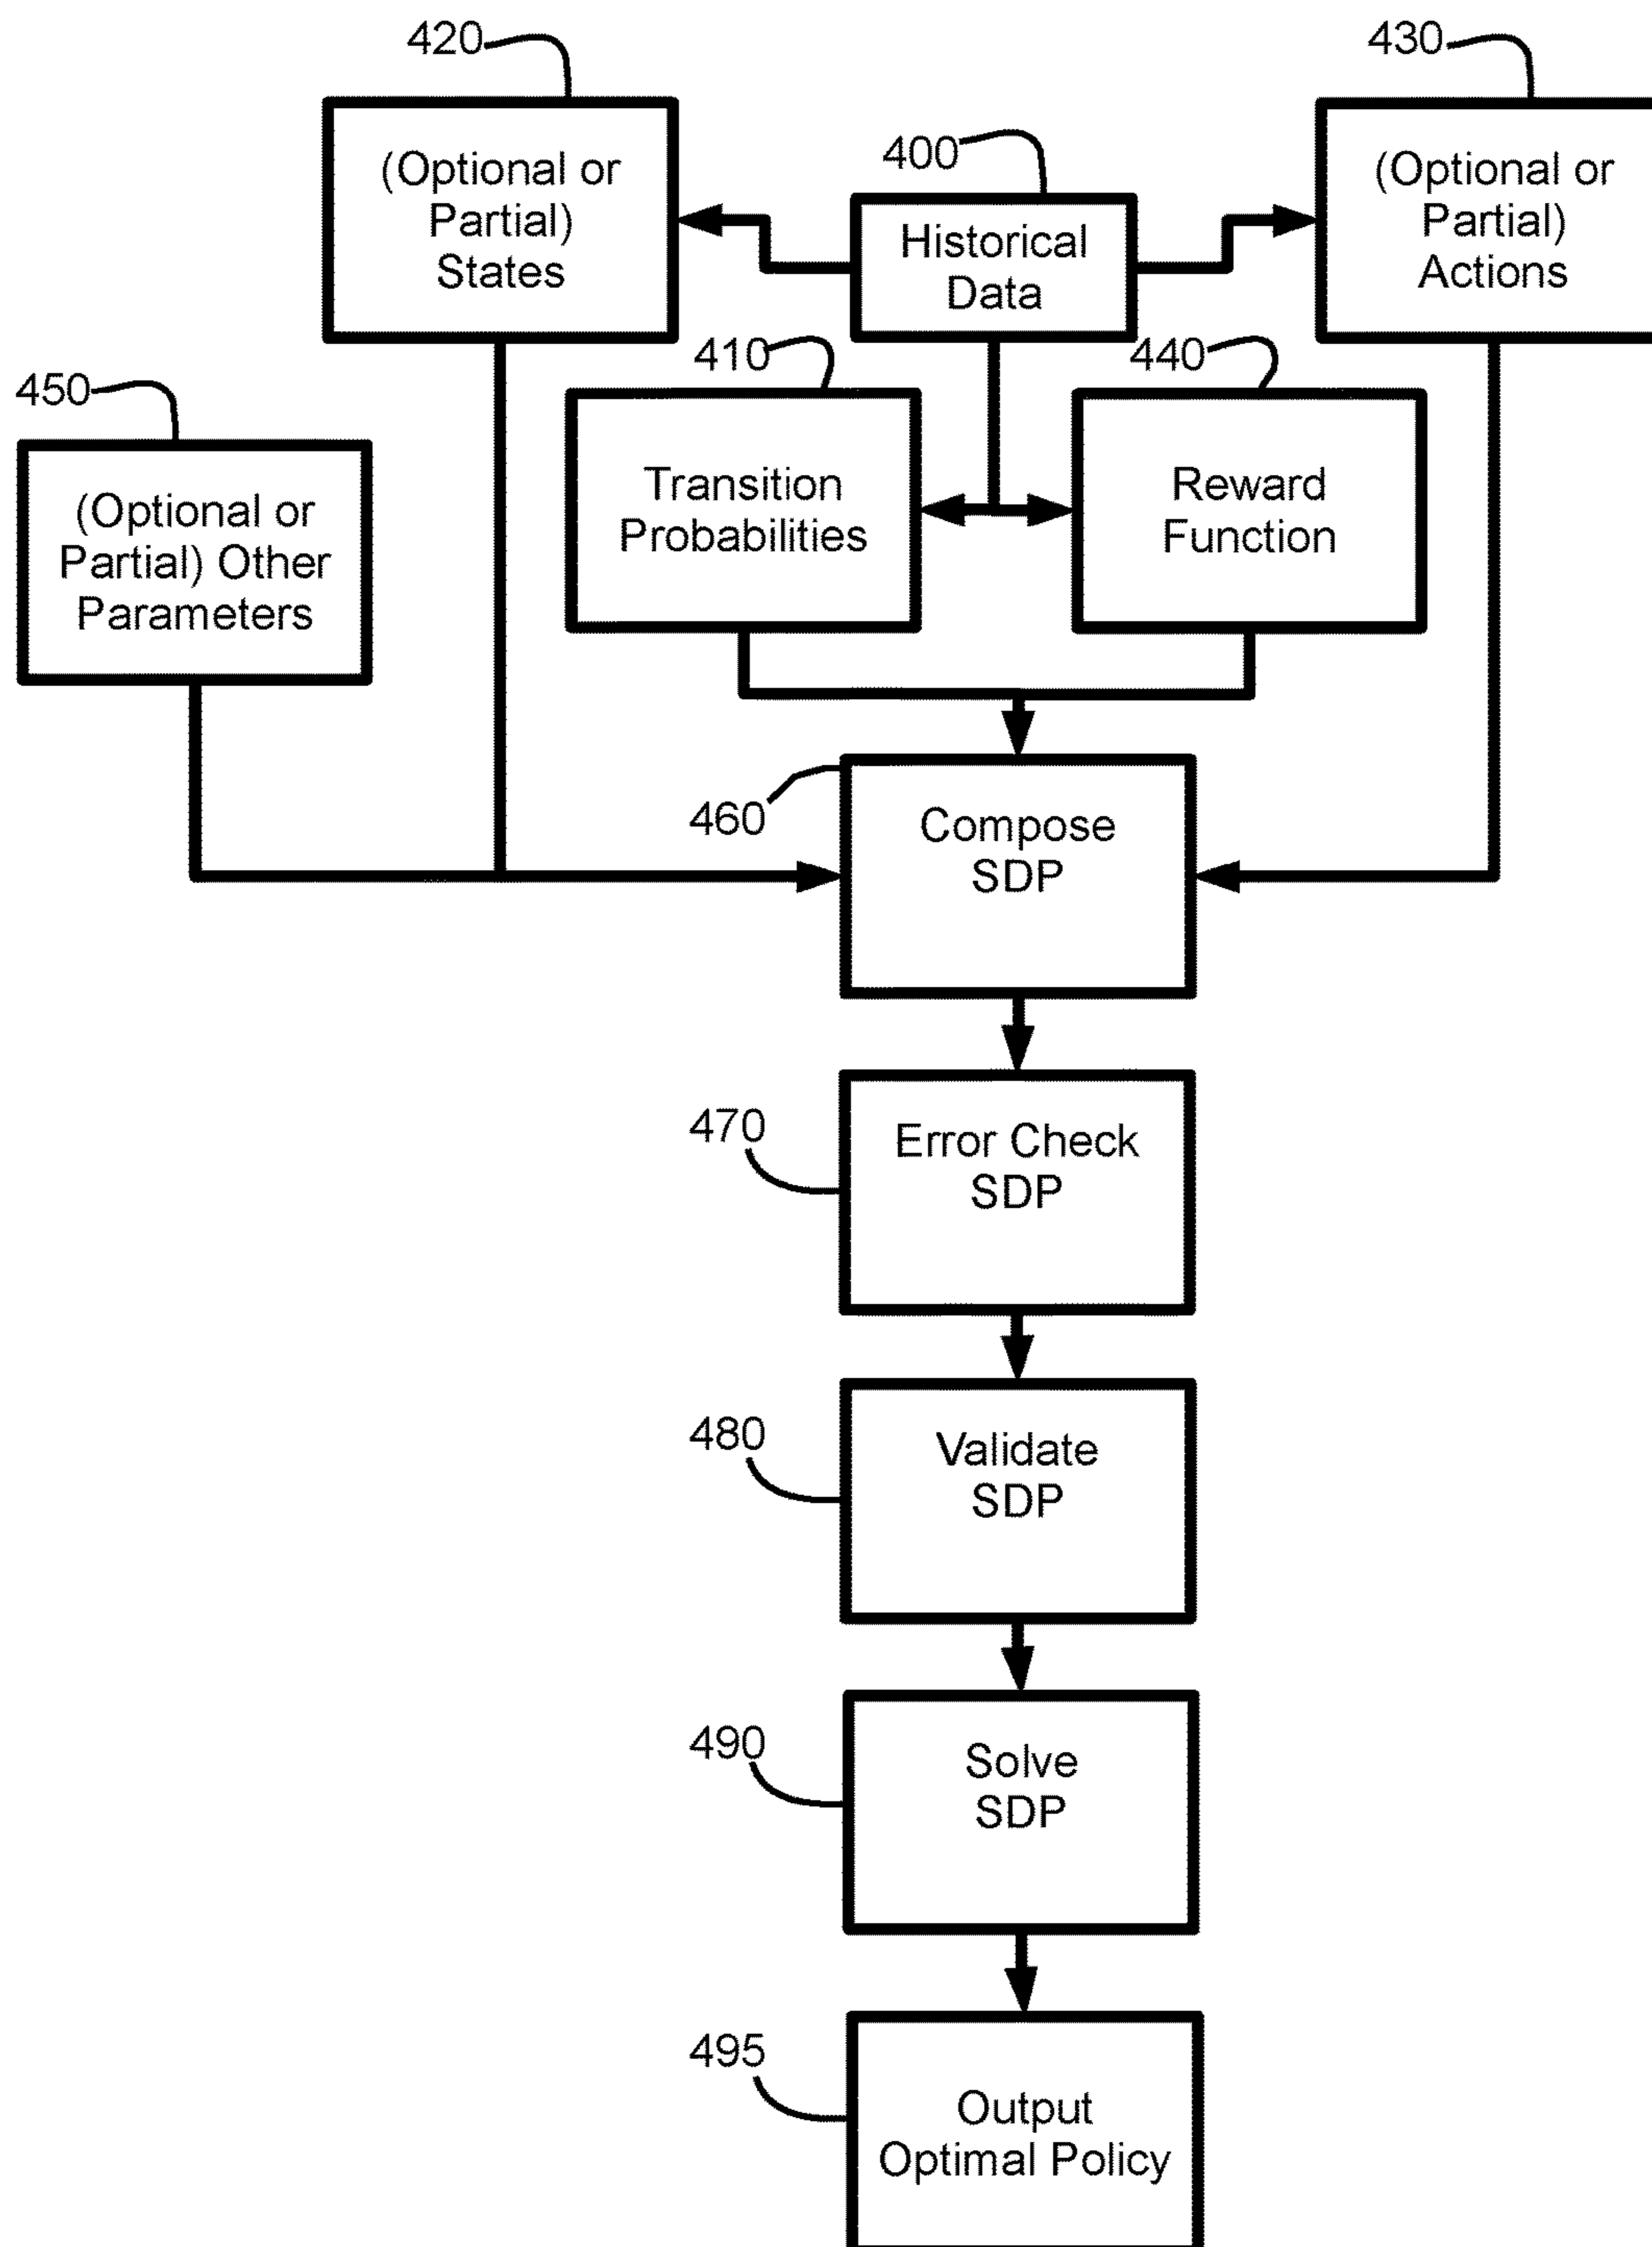 420
430
400
(Optional or
Partial)
States
Historical
Data
(Optional or
Partial)
Actions
410
440
450
Transition
Probabilities
Reward
Function
(Optional or
Partial) Other
Parameters
460
Compose
SDP
470
Error Check
SDP
480
Validate
SDP
490
Solve
SDP
495
Output
Optimal Policy